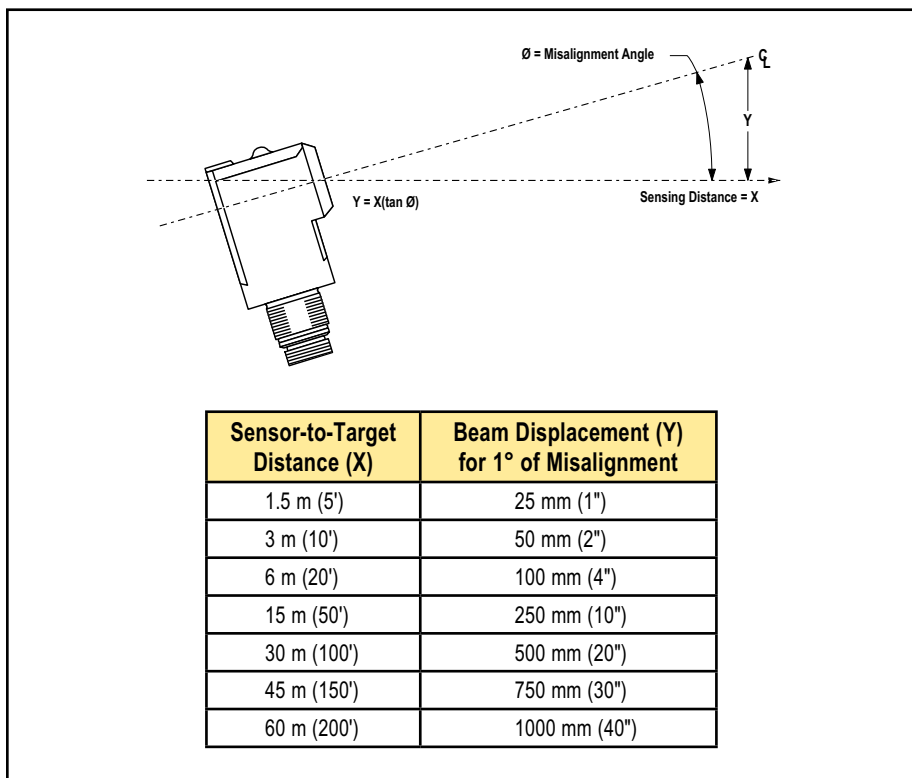 Ø = Misalignment Angle
℄
Y
Sensing Distance = X
Y = X(tan Ø)
Sensor-to-Target Distance (X) Beam Displacement (Y) for 1° of Misalignment
1.5 m (5') 25 mm (1")
3 m (10') 50 mm (2")
6 m (20') 100 mm (4")
15 m (50') 250 mm (10")
30 m (100') 500 mm (20")
45 m (150') 750 mm (30")
60 m (200') 1000 mm (40")